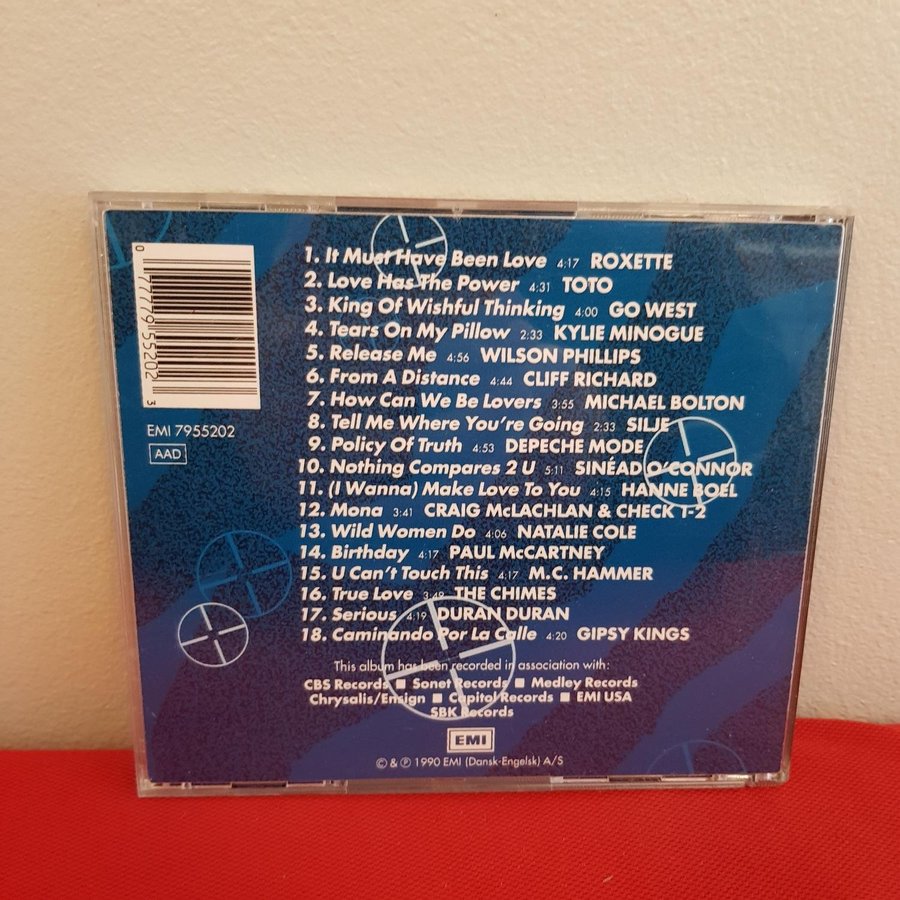 0 77779 55202 3
EMI 7955202
AAD
1. It Must Have Been Love 4:17 ROXETTE
2. Love Has The Power 4:31 TOTO
3. King Of Wishful Thinking 4:00 GO WEST
4. Tears On My Pillow 2:33 KYLIE MINOGUE
5. Release Me 4:56 WILSON PHILLIPS
6. From A Distance 4:44 CLIFF RICHARD
7. How Can We Be Lovers 3:55 MICHAEL BOLTON
8. Tell Me Where You're Going 2:33 SILJE
9. Policy Of Truth 4:53 DEPECHE MODE
10. Nothing Compares 2 U 5:11 SINÉAD O'CONNOR
11. (I Wanna) Make Love To You 4:15 HANNE BOEL
12. Mona 3:41 CRAIG McLACHLAN & CHECK 1-2
13. Wild Women Do 4:06 NATALIE COLE
14. Birthday 4:17 PAUL McCARTNEY
15. U Can't Touch This 4:17 M.C. HAMMER
16. True Love 3:49 THE CHIMES
17. Serious 4:19 DURAN DURAN
18. Caminando Por La Calle 4:20 GIPSY KINGS
This album has been recorded in association with:
CBS Records ■ Sonet Records ■ Medley Records
Chrysalis/Ensign ■ Capitol Records ■ EMI USA
SBK Records
EMI
© & ℗ 1990 EMI (Dansk-Engelsk) A/S